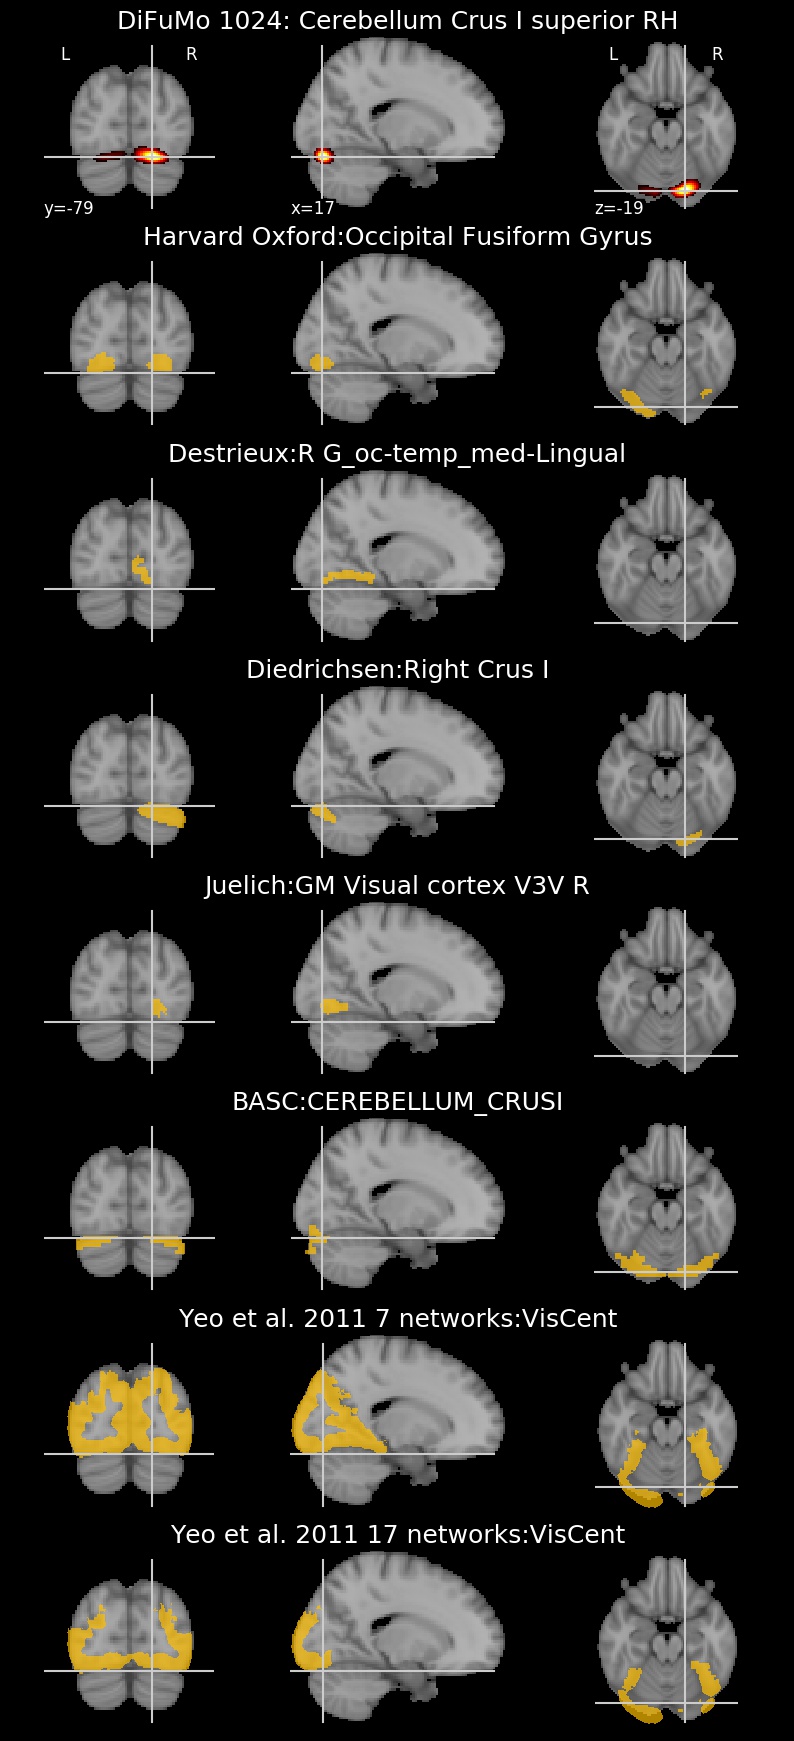 DiFuMo 1024: Cerebellum Crus I superior RH
L R L R
y=-79 x=17 z=-19
Harvard Oxford:Occipital Fusiform Gyrus
Destrieux:R G_oc-temp_med-Lingual
Diedrichsen:Right Crus I
Juelich:GM Visual cortex V3V R
BASC:CEREBELLUM_CRUSI
Yeo et al. 2011 7 networks:VisCent
Yeo et al. 2011 17 networks:VisCent